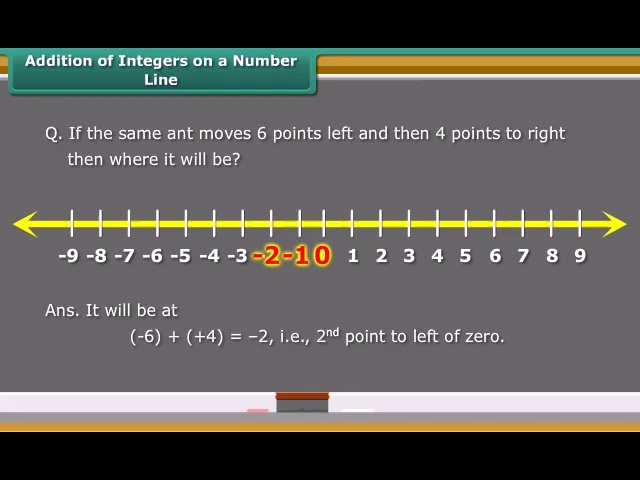 Addition of Integers on a Number
Line
Q. If the same ant moves 6 points left and then 4 points to right
then where it will be?
-9 -8 -7 -6 -5 -4 -3 -2 -1 0 1 2 3 4 5 6 7 8 9
Ans. It will be at
(-6) + (+4) = –2, i.e., 2nd point to left of zero.